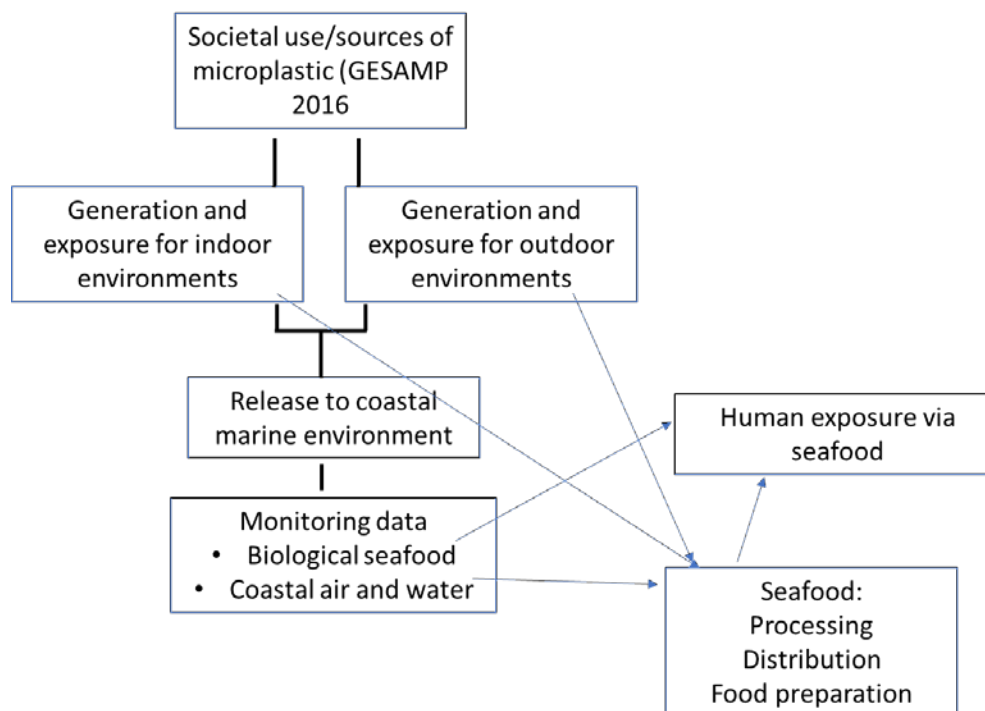 Societal use/sources of
microplastic (GESAMP
2016
Generation and
exposure for indoor
environments
Generation and
exposure for outdoor
environments
Release to coastal
marine environment
Human exposure via
seafood
Monitoring data
• Biological seafood
• Coastal air and water
Seafood:
Processing
Distribution
Food preparation